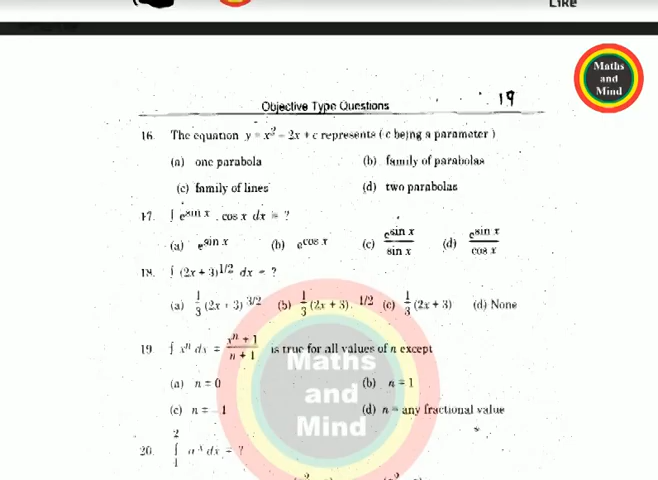 Like
Maths
and
Mind
19
Objective Type Questions
16. The equation y = x² – 2x + c represents ( c being a parameter )
(a) one parabola (b) family of parabolas
(c) family of lines (d) two parabolas
17. ∫ e^sin x . cos x dx = ?
(a) e^sin x (b) e^cos x (c) e^sin x / sin x (d) e^sin x / cos x
18. ∫ (2x + 3)^1/2 dx = ?
(a) 1/3 (2x + 3)^3/2 (b) 1/3 (2x + 3)^1/2 (c) 1/3 (2x + 3) (d) None
19 ∫ xⁿ dx = x^n + 1 / n + 1 is true for all values of n except
(a) n = 0 (b) n = 1
(c) n = – 1 (d) n = any fractional value
20. ∫₁² a^x dx = ?
Maths
and
Mind